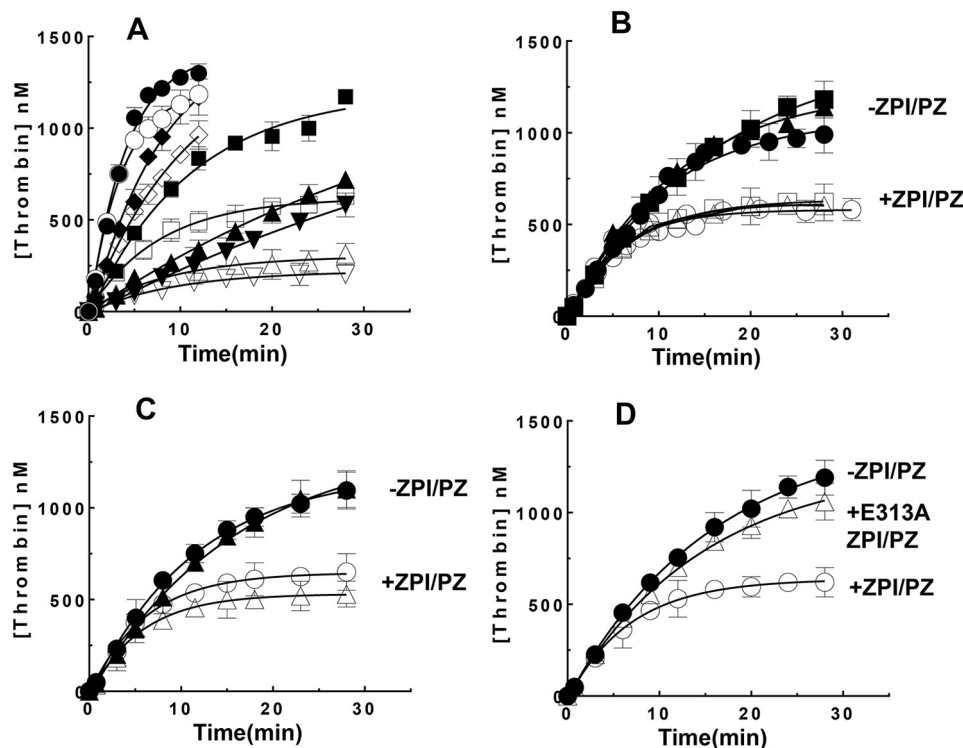 A
[Thrombin] nM
1500
1000
500
0
0 10 20 30
Time(min)
B
[Thrombin] nM
1500
1000
500
0
0 10 20 30
Time(min)
-ZPI/PZ
+ZPI/PZ
C
[Thrombin] nM
1500
1000
500
0
0 10 20 30
Time(min)
-ZPI/PZ
+ZPI/PZ
D
[Thrombin] nM
1500
1000
500
0
0 10 20 30
Time(min)
-ZPI/PZ
+E313A
ZPI/PZ
+ZPI/PZ